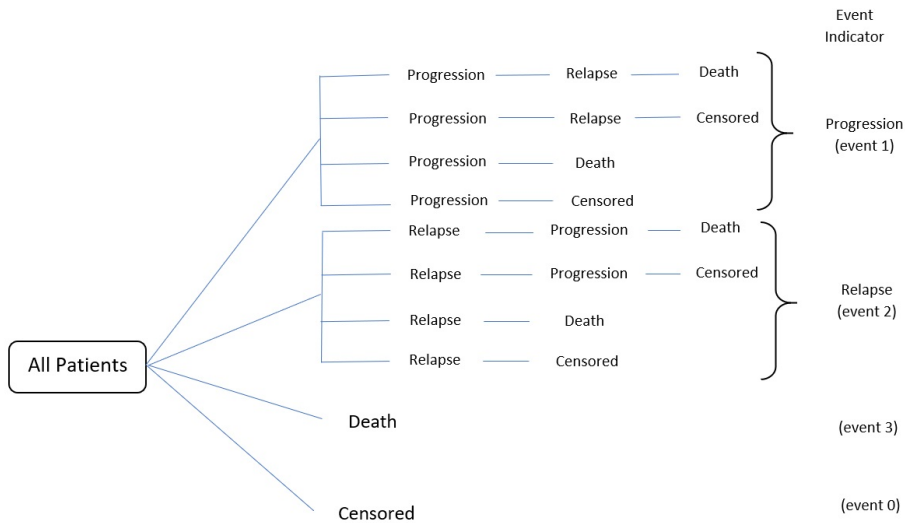 Event
Indicator
Progression Relapse Death
Progression Relapse Censored
Progression
(event 1)
Progression Death
Progression Censored
Relapse Progression Death
Relapse Progression Censored
Relapse
(event 2)
Relapse Death
Relapse Censored
All Patients
Death (event 3)
Censored (event 0)